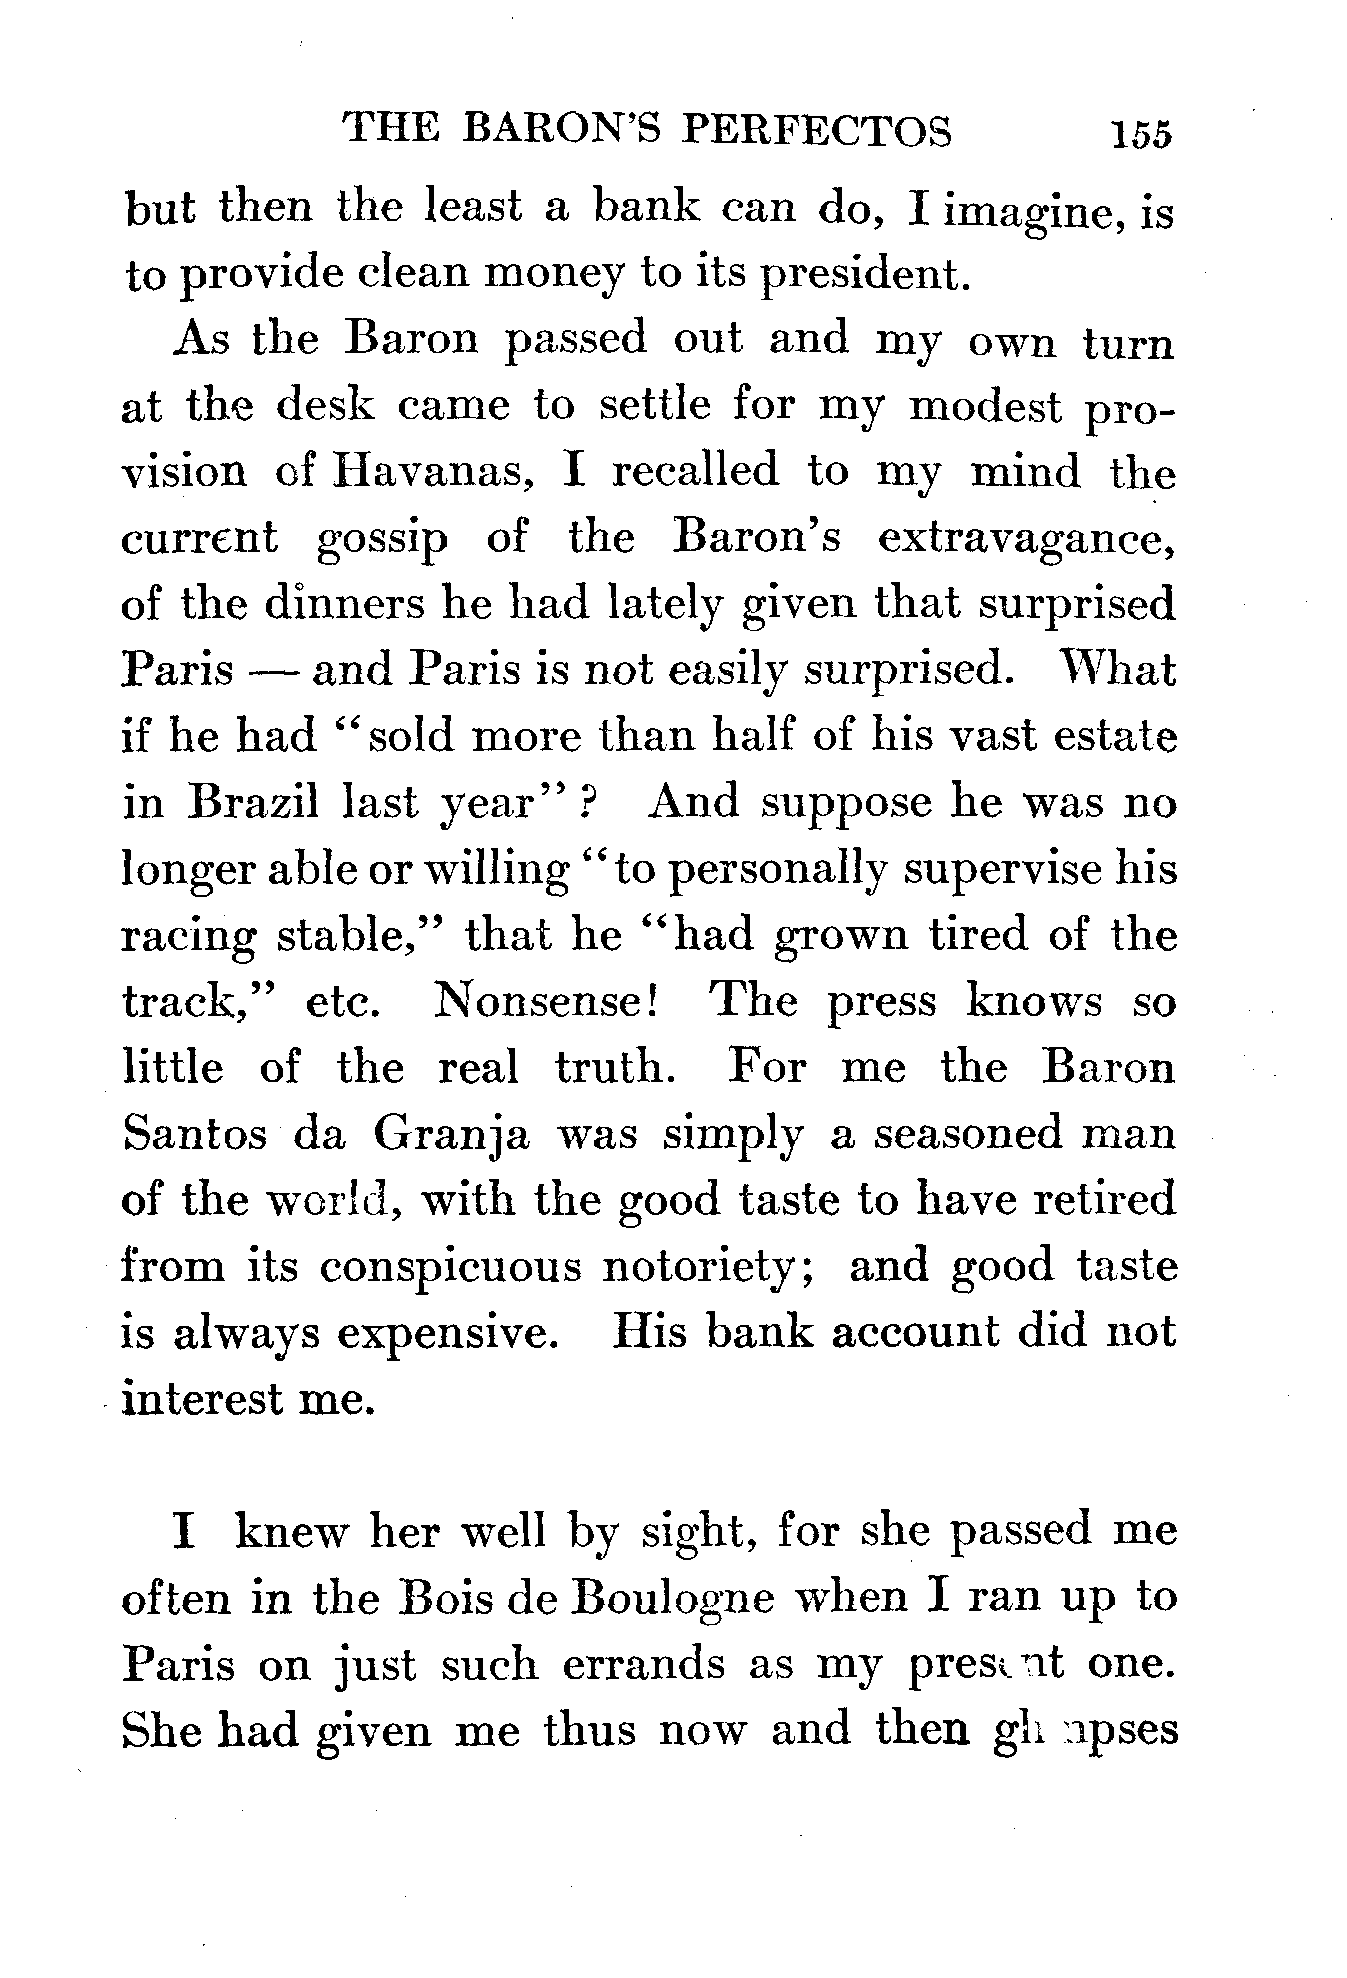 THE BARON'S PERFECTOS 155
but then the least a bank can do, I imagine, is
to provide clean money to its president.
As the Baron passed out and my own turn
at the desk came to settle for my modest pro-
vision of Havanas, I recalled to my mind the
current gossip of the Baron's extravagance,
of the dinners he had lately given that surprised
Paris — and Paris is not easily surprised. What
if he had "sold more than half of his vast estate
in Brazil last year"? And suppose he was no
longer able or willing "to personally supervise his
racing stable," that he "had grown tired of the
track," etc. Nonsense! The press knows so
little of the real truth. For me the Baron
Santos da Granja was simply a seasoned man
of the world, with the good taste to have retired
from its conspicuous notoriety; and good taste
is always expensive. His bank account did not
interest me.
I knew her well by sight, for she passed me
often in the Bois de Boulogne when I ran up to
Paris on just such errands as my present one.
She had given me thus now and then glimpses